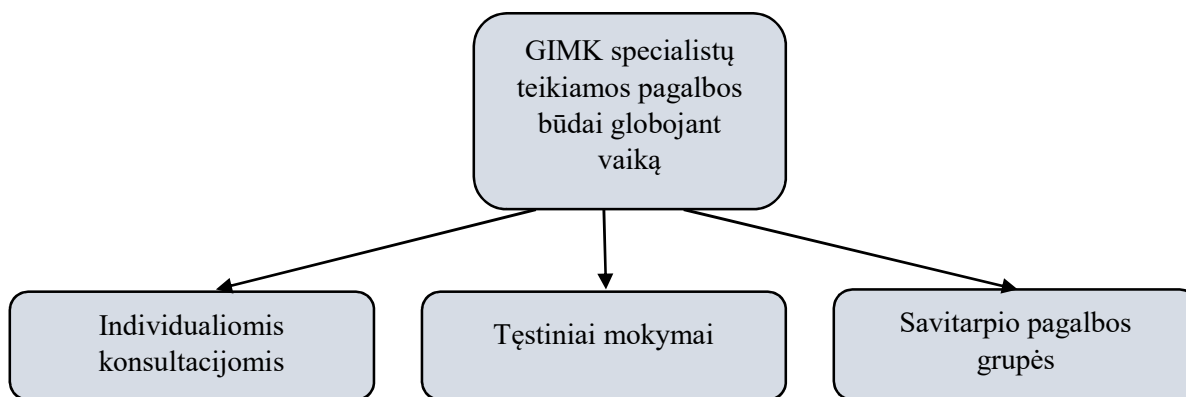 GIMK specialistų
teikiamos pagalbos
būdai globojant
vaiką
Individualiomis
konsultacijomis
Tęstiniai mokymai
Savitarpio pagalbos
grupės